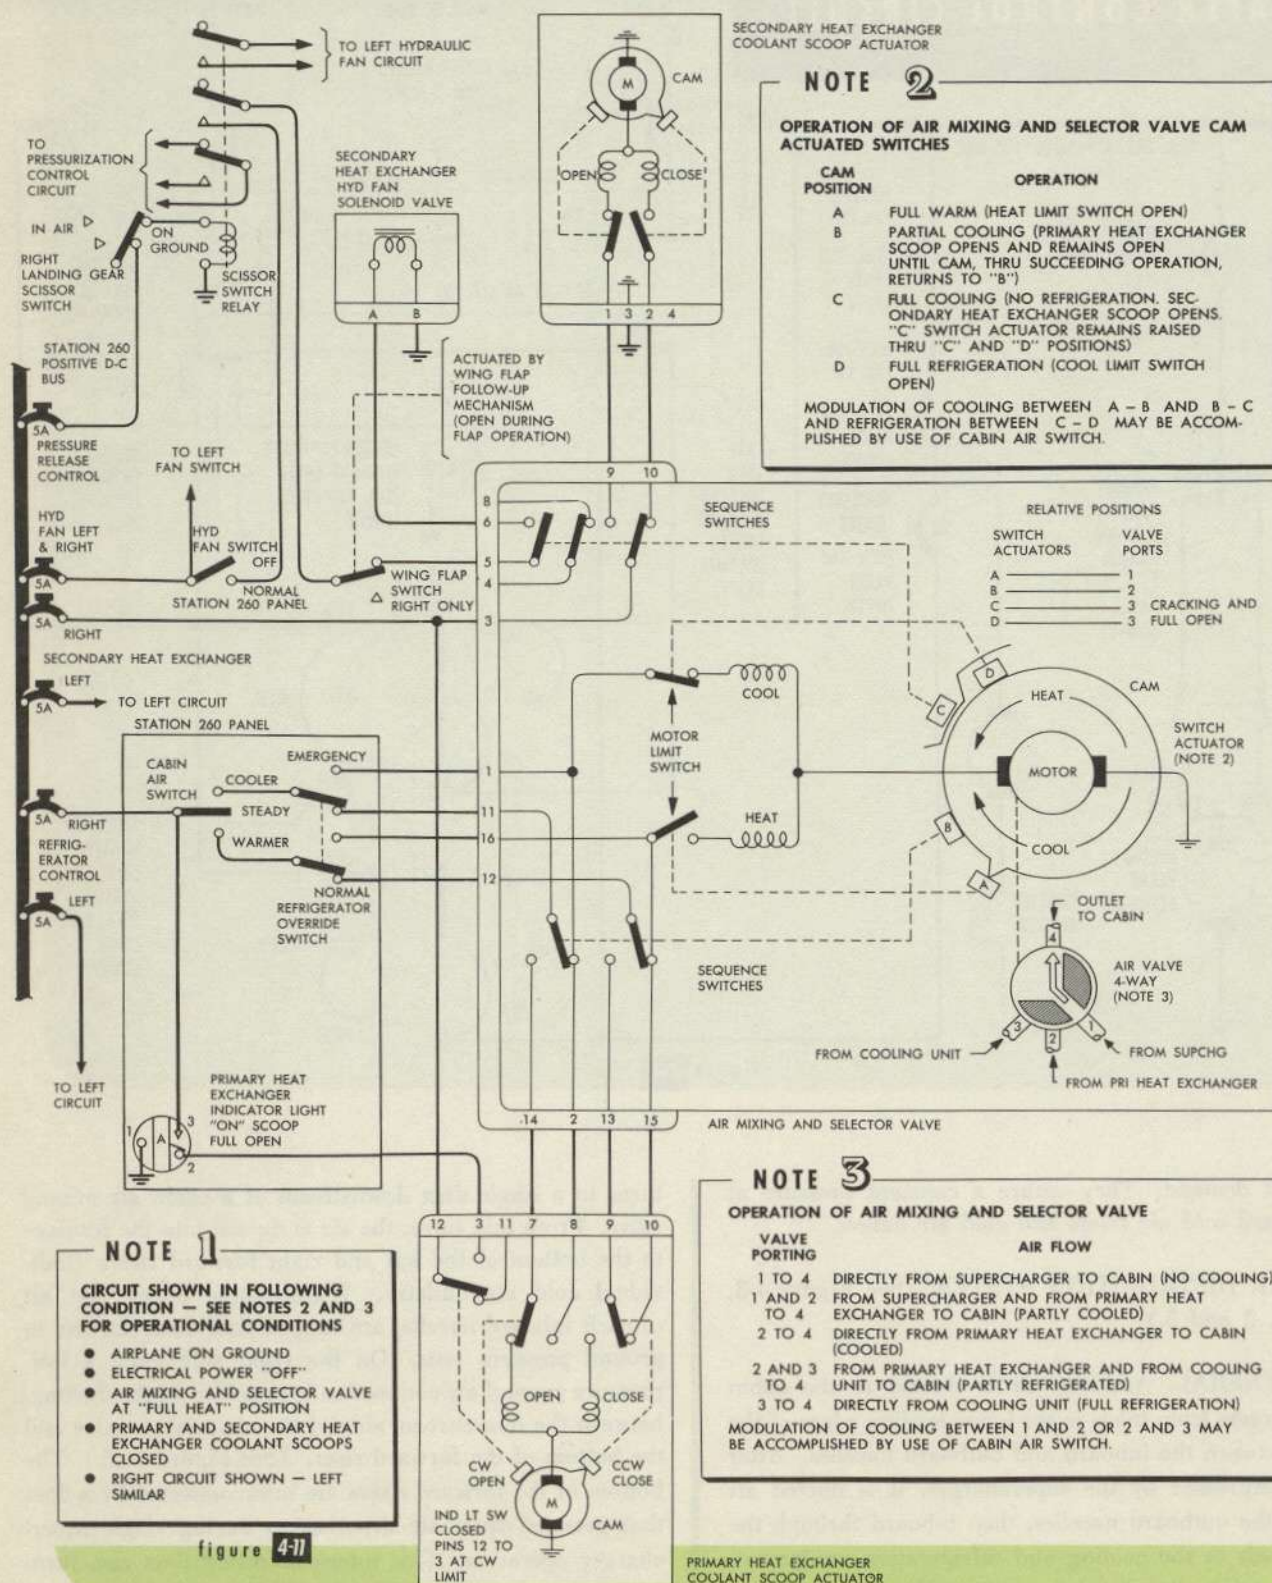 TO LEFT HYDRAULIC
FAN CIRCUIT
TO
PRESSURIZATION
CONTROL
CIRCUIT
IN AIR
ON
GROUND
RIGHT
LANDING GEAR
SCISSOR
SWITCH
SCISSOR
SWITCH
RELAY
SECONDARY
HEAT EXCHANGER
HYD FAN
SOLENOID VALVE
A B
SECONDARY HEAT EXCHANGER
COOLANT SCOOP ACTUATOR
M
CAM
OPEN
CLOSE
1 3 2 4
NOTE 2
OPERATION OF AIR MIXING AND SELECTOR VALVE CAM
ACTUATED SWITCHES
CAM
POSITION
OPERATION
A FULL WARM (HEAT LIMIT SWITCH OPEN)
B PARTIAL COOLING (PRIMARY HEAT EXCHANGER
SCOOP OPENS AND REMAINS OPEN
UNTIL CAM, THRU SUCCEEDING OPERATION,
RETURNS TO "B")
C FULL COOLING (NO REFRIGERATION. SEC-
ONDARY HEAT EXCHANGER SCOOP OPENS.
"C" SWITCH ACTUATOR REMAINS RAISED
THRU "C" AND "D" POSITIONS)
D FULL REFRIGERATION (COOL LIMIT SWITCH
OPEN)
MODULATION OF COOLING BETWEEN A – B AND B – C
AND REFRIGERATION BETWEEN C – D MAY BE ACCOM-
PLISHED BY USE OF CABIN AIR SWITCH.
STATION 260
POSITIVE D-C
BUS
5A
PRESSURE
RELEASE
CONTROL
TO LEFT
FAN SWITCH
ACTUATED BY
WING FLAP
FOLLOW-UP
MECHANISM
(OPEN DURING
FLAP OPERATION)
HYD
FAN LEFT
& RIGHT
5A
HYD
FAN SWITCH
OFF
NORMAL
STATION 260 PANEL
WING FLAP
SWITCH
RIGHT ONLY
5A
RIGHT
SECONDARY HEAT EXCHANGER
LEFT
5A
TO LEFT CIRCUIT
9 10
8
6
5
4
3
SEQUENCE
SWITCHES
RELATIVE POSITIONS
SWITCH
ACTUATORS
VALVE
PORTS
A 1
B 2
C 3 CRACKING AND
D 3 FULL OPEN
STATION 260 PANEL
CABIN
AIR
SWITCH
EMERGENCY
COOLER
STEADY
WARMER
NORMAL
REFRIGERATOR
OVERRIDE
SWITCH
5A
RIGHT
REFRIG-
ERATOR
CONTROL
LEFT
5A
TO LEFT
CIRCUIT
1
11
16
12
COOL
MOTOR
LIMIT
SWITCH
HEAT
D
C
B
A
HEAT
MOTOR
COOL
CAM
SWITCH
ACTUATOR
(NOTE 2)
SEQUENCE
SWITCHES
OUTLET
TO CABIN
4
AIR VALVE
4-WAY
(NOTE 3)
3
2
1
FROM COOLING UNIT
FROM SUPCHG
FROM PRI HEAT EXCHANGER
PRIMARY HEAT
EXCHANGER
INDICATOR LIGHT
"ON" SCOOP
FULL OPEN
1 A 3
2
14 2 13 15
AIR MIXING AND SELECTOR VALVE
12 3 11 7 8 9 10
OPEN
CLOSE
CW
OPEN
CCW
CLOSE
M
CAM
IND LT SW
CLOSED
PINS 12 TO
3 AT CW
LIMIT
PRIMARY HEAT EXCHANGER
COOLANT SCOOP ACTUATOR
NOTE 1
CIRCUIT SHOWN IN FOLLOWING
CONDITION — SEE NOTES 2 AND 3
FOR OPERATIONAL CONDITIONS
● AIRPLANE ON GROUND
● ELECTRICAL POWER "OFF"
● AIR MIXING AND SELECTOR VALVE
AT "FULL HEAT" POSITION
● PRIMARY AND SECONDARY HEAT
EXCHANGER COOLANT SCOOPS
CLOSED
● RIGHT CIRCUIT SHOWN — LEFT
SIMILAR
figure 4-11
NOTE 3
OPERATION OF AIR MIXING AND SELECTOR VALVE
VALVE
PORTING
AIR FLOW
1 TO 4 DIRECTLY FROM SUPERCHARGER TO CABIN (NO COOLING)
1 AND 2 FROM SUPERCHARGER AND FROM PRIMARY HEAT
TO 4 EXCHANGER TO CABIN (PARTLY COOLED)
2 TO 4 DIRECTLY FROM PRIMARY HEAT EXCHANGER TO CABIN
(COOLED)
2 AND 3 FROM PRIMARY HEAT EXCHANGER AND FROM COOLING
TO 4 UNIT TO CABIN (PARTLY REFRIGERATED)
3 TO 4 DIRECTLY FROM COOLING UNIT (FULL REFRIGERATION)
MODULATION OF COOLING BETWEEN 1 AND 2 OR 2 AND 3 MAY
BE ACCOMPLISHED BY USE OF CABIN AIR SWITCH.